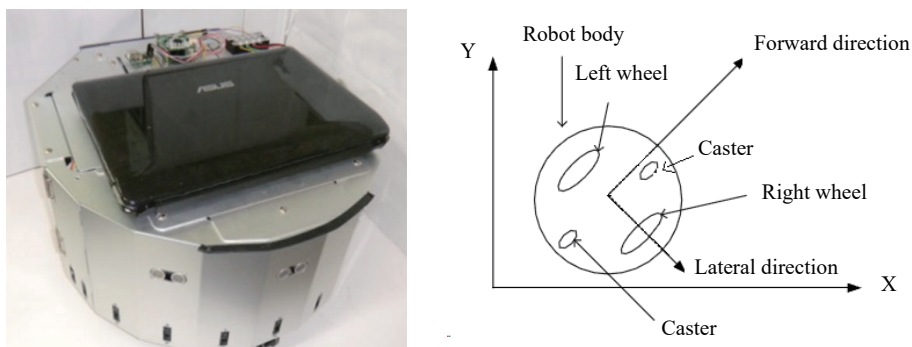 ASUS
Robot body
Y
Forward direction
Left wheel
Caster
Right wheel
Lateral direction
X
Caster